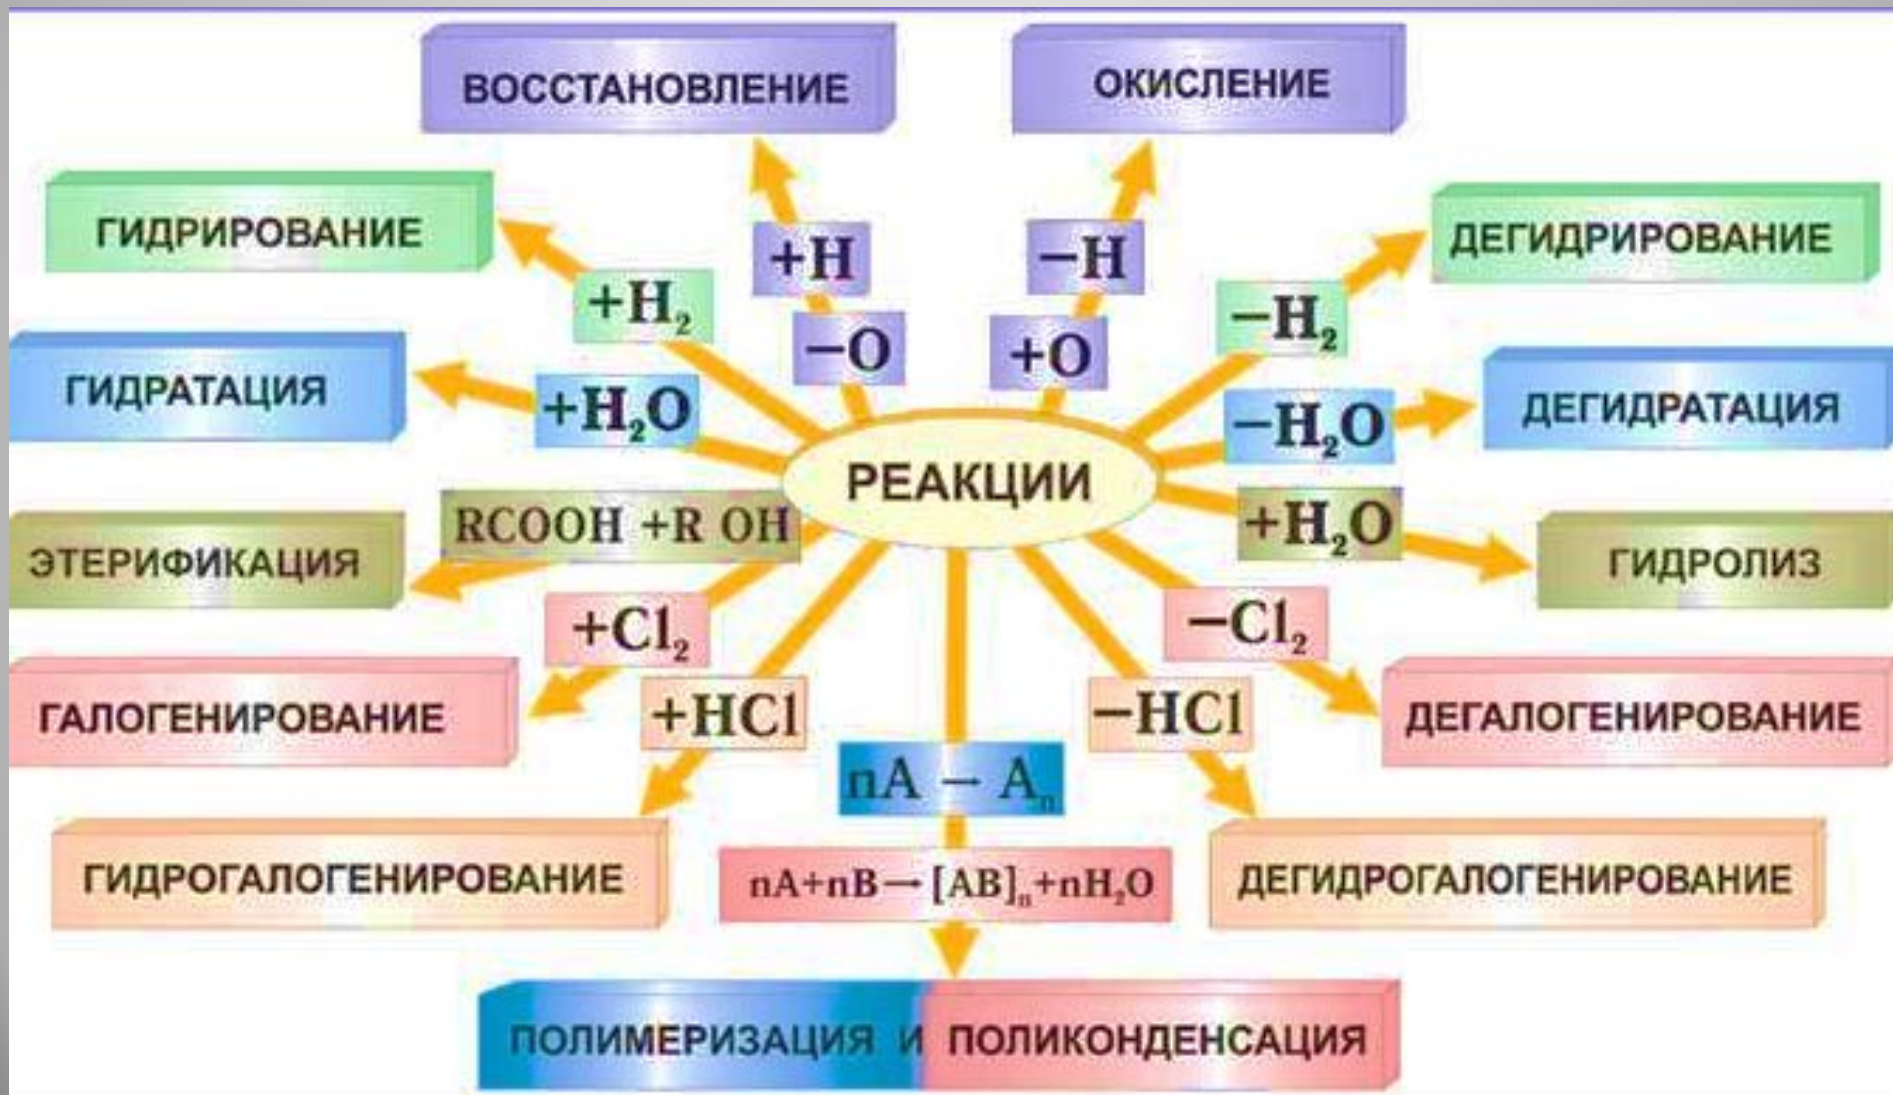 ВОССТАНОВЛЕНИЕ
ОКИСЛЕНИЕ
ГИДРИРОВАНИЕ
+H
−H
ДЕГИДРИРОВАНИЕ
+H₂
−O
+O
−H₂
ГИДРАТАЦИЯ
+H₂O
−H₂O
ДЕГИДРАТАЦИЯ
РЕАКЦИИ
ЭТЕРИФИКАЦИЯ
RCOOH +R OH
+H₂O
ГИДРОЛИЗ
+Cl₂
−Cl₂
ГАЛОГЕНИРОВАНИЕ
+HCl
−HCl
ДЕГАЛОГЕНИРОВАНИЕ
nA → Aₙ
ГИДРОГАЛОГЕНИРОВАНИЕ
nA+nB→[AB]ₙ+nH₂O
ДЕГИДРОГАЛОГЕНИРОВАНИЕ
ПОЛИМЕРИЗАЦИЯ И ПОЛИКОНДЕНСАЦИЯ